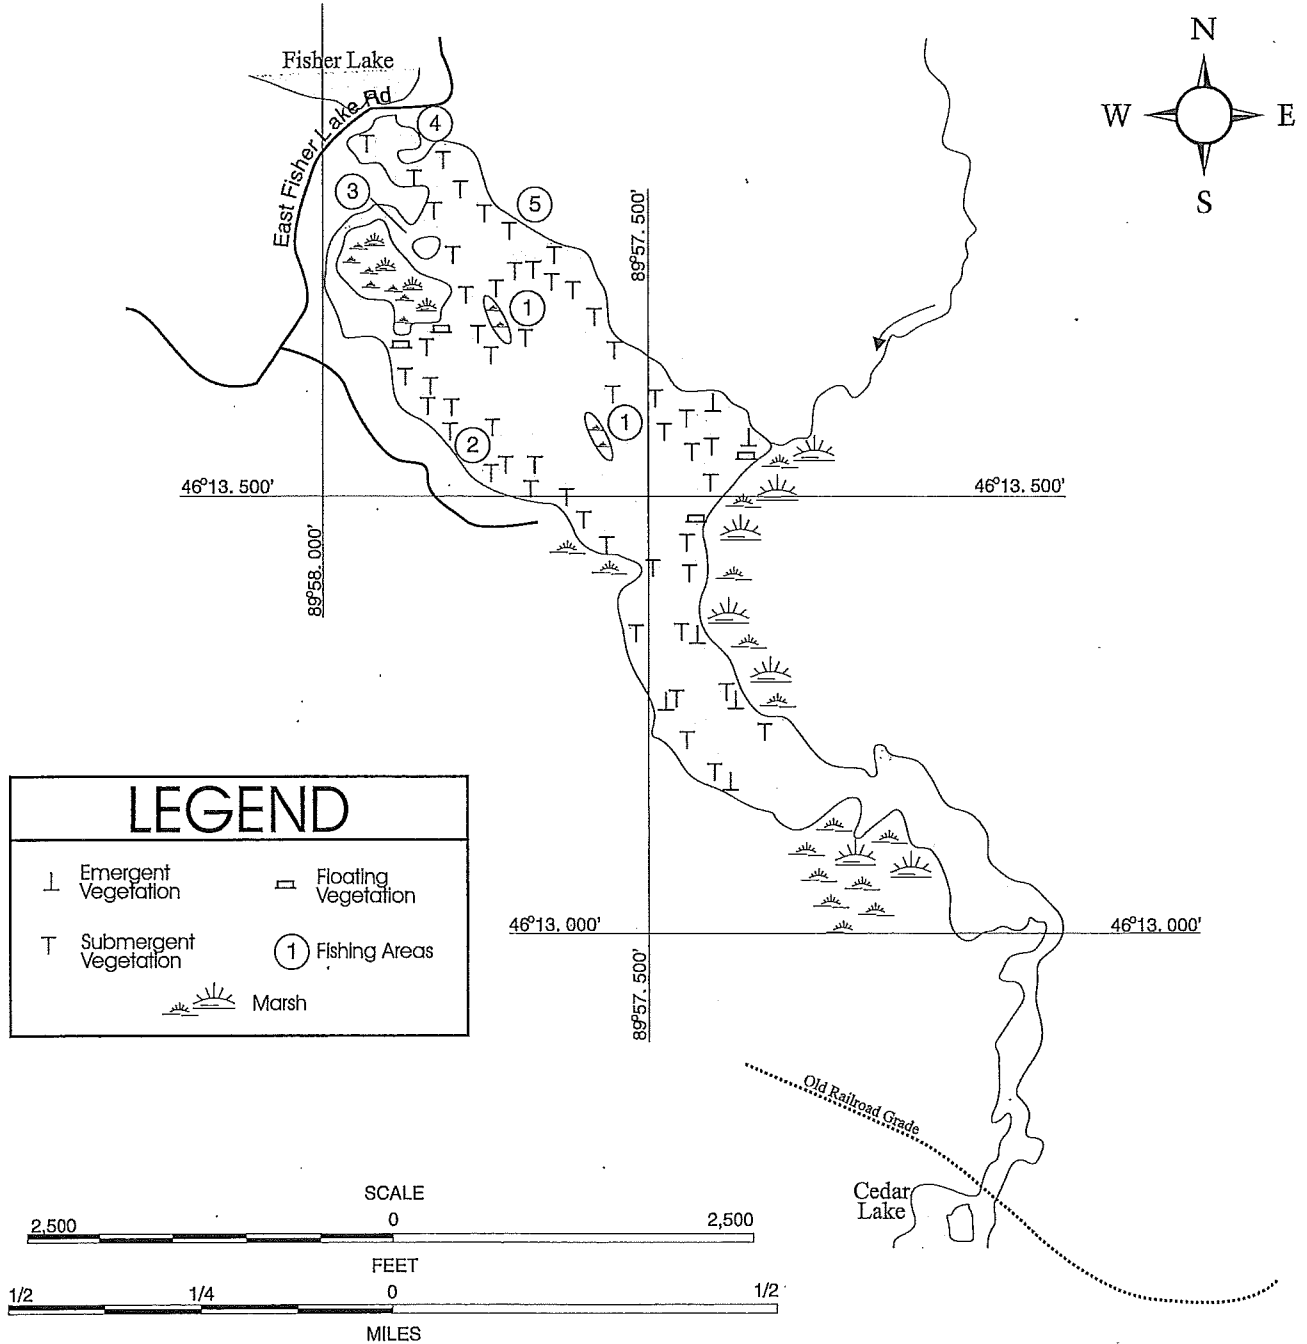 N
W E
S
Fisher Lake
East Fisher Lake Rd
4
3
5
89°57. 500'
1
1
2
46°13. 500' 46°13. 500'
89°58. 000'
LEGEND
Emergent Vegetation
Floating Vegetation
Submergent Vegetation
1 Fishing Areas
Marsh
46°13. 000' 46°13. 000'
89°57. 500'
Old Railroad Grade
Cedar
Lake
SCALE
2,500 0 2,500
FEET
1/2 1/4 0 1/2
MILES